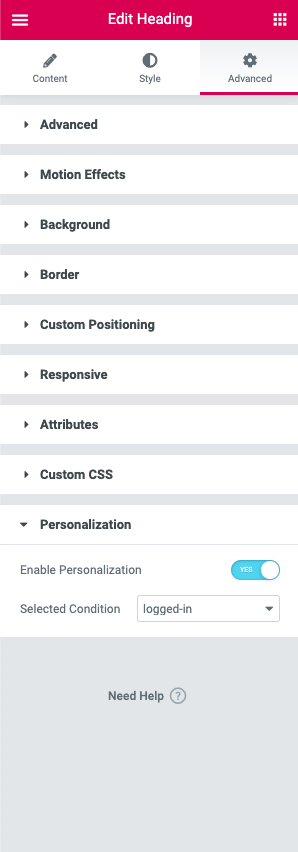 Edit Heading
Content Style Advanced
Advanced
Motion Effects
Background
Border
Custom Positioning
Responsive
Attributes
Custom CSS
Personalization
Enable Personalization YES
Selected Condition logged-in
Need Help ?